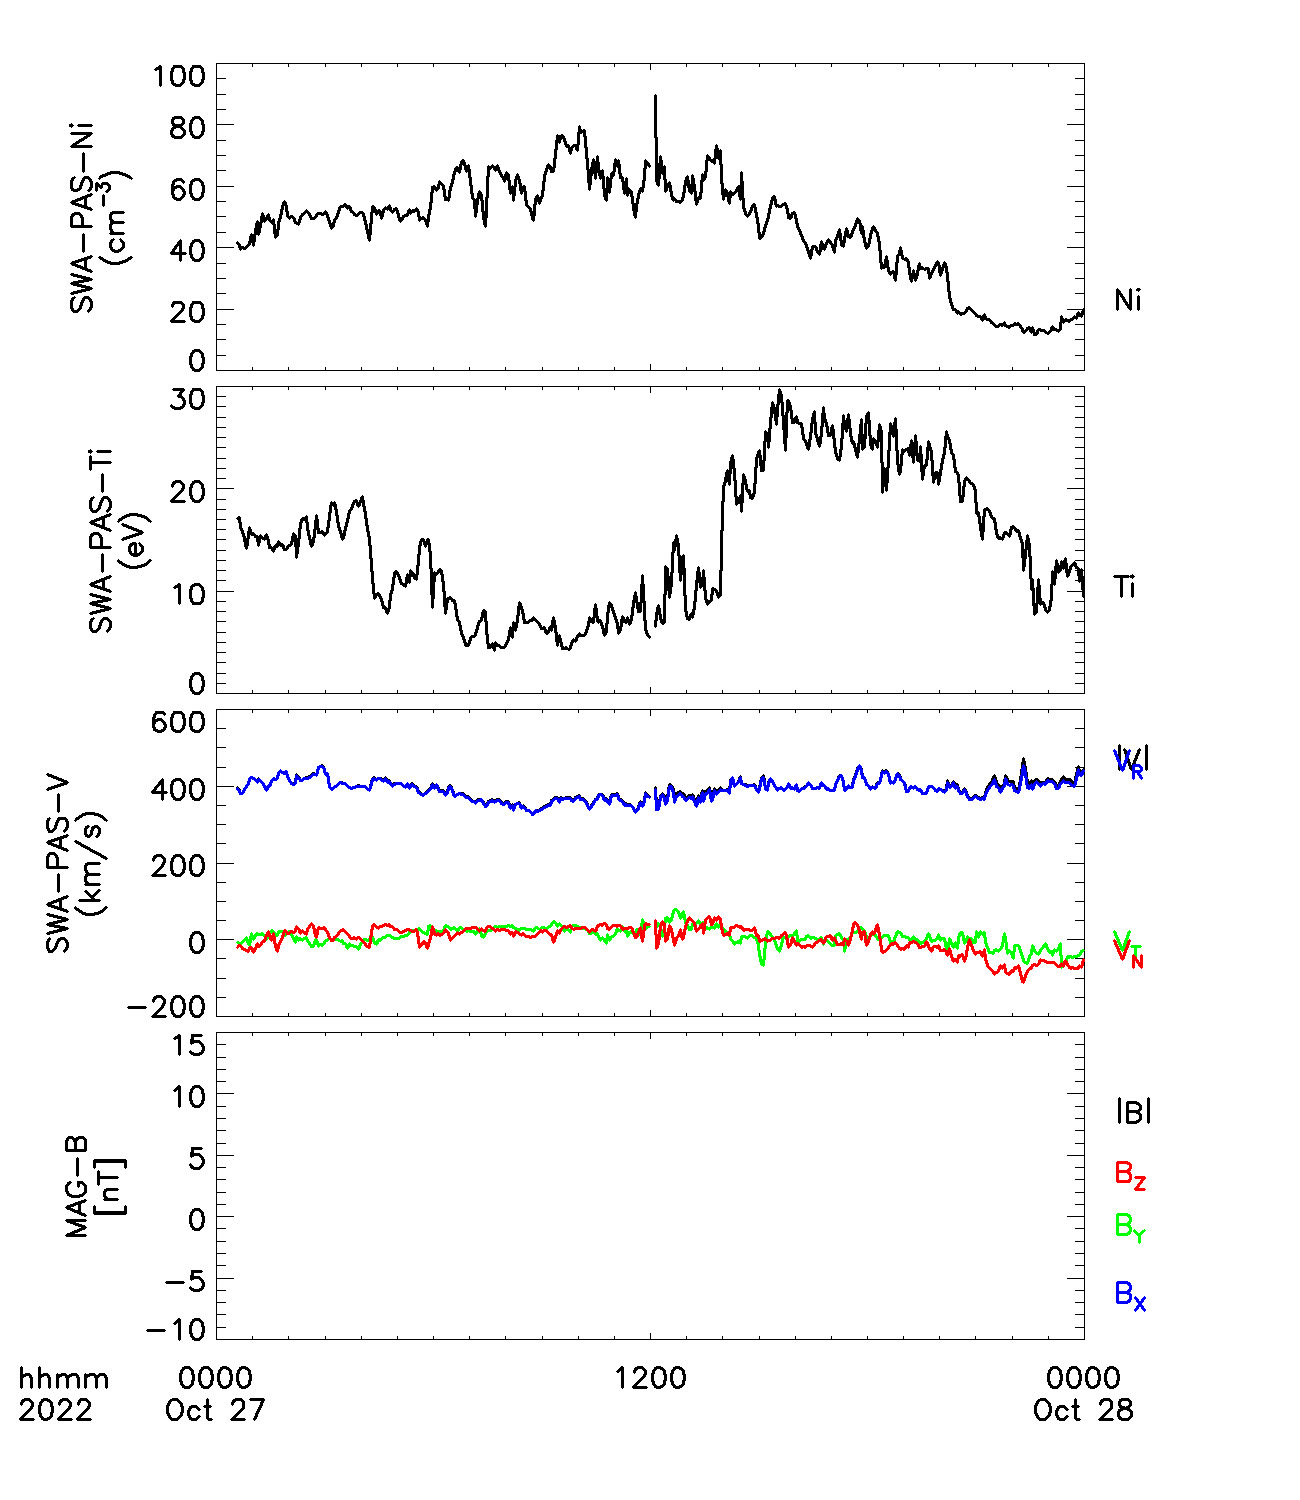 SWA-PAS-Ni
(cm⁻³)
100
80
60
40
20
0
Ni
SWA-PAS-Ti
(eV)
30
20
10
0
Ti
SWA-PAS-V
(km/s)
600
400
200
0
-200
|V|
V_R
V_T
V_N
MAG-B
[nT]
15
10
5
0
-5
-10
|B|
B_Z
B_Y
B_X
hhmm 0000 1200 0000
2022 Oct 27 Oct 28